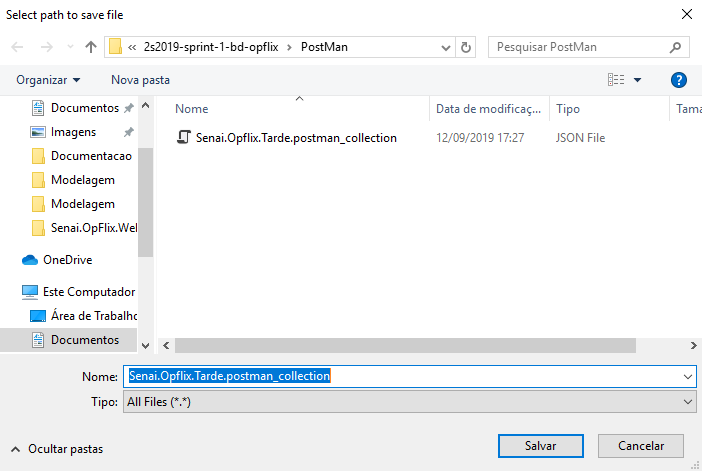 Select path to save file
« 2s2019-sprint-1-bd-opflix > PostMan
Pesquisar PostMan
Organizar
Nova pasta
Nome
Data de modificaç...
Tipo
Tama
Documentos
Imagens
Documentacao
Modelagem
Modelagem
Senai.OpFlix.Wel
OneDrive
Este Computador
Área de Trabalho
Documentos
Senai.Opflix.Tarde.postman_collection 12/09/2019 17:27 JSON File
Nome: Senai.Opflix.Tarde.postman_collection
Tipo: All Files (*.*)
Ocultar pastas
Salvar
Cancelar